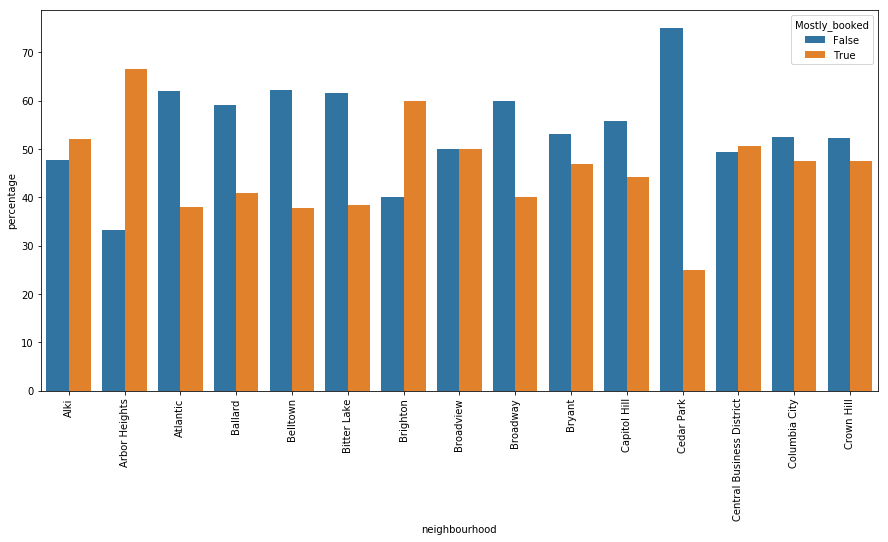 Mostly_booked
False
True
percentage
70
60
50
40
30
20
10
0
Alki
Arbor Heights
Atlantic
Ballard
Belltown
Bitter Lake
Brighton
Broadview
Broadway
Bryant
Capitol Hill
Cedar Park
Central Business District
Columbia City
Crown Hill
neighbourhood